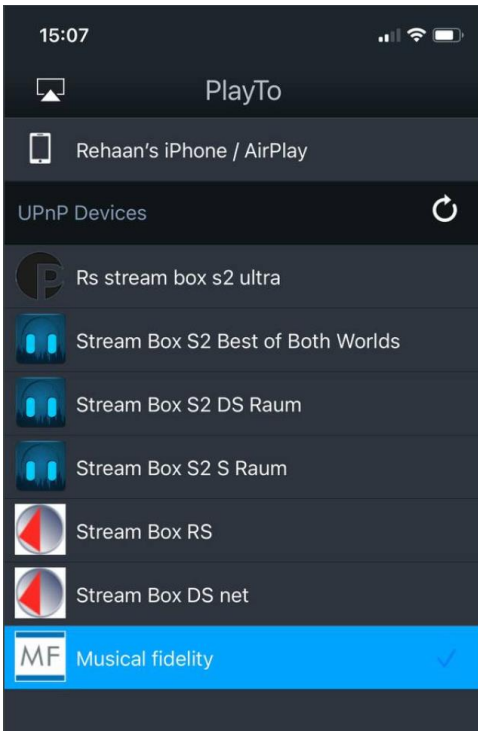 15:07
PlayTo
Rehaan's iPhone / AirPlay
UPnP Devices
Rs stream box s2 ultra
Stream Box S2 Best of Both Worlds
Stream Box S2 DS Raum
Stream Box S2 S Raum
Stream Box RS
Stream Box DS net
MF Musical fidelity